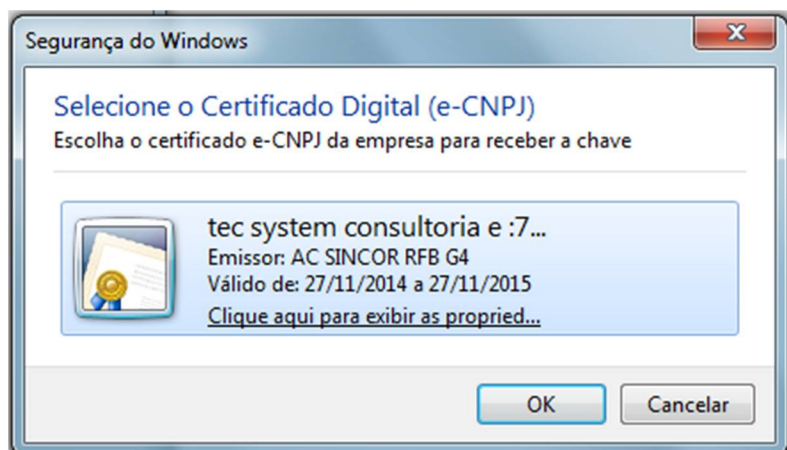 Segurança do Windows
Selecione o Certificado Digital (e-CNPJ)
Escolha o certificado e-CNPJ da empresa para receber a chave
tec system consultoria e :7...
Emissor: AC SINCOR RFB G4
Válido de: 27/11/2014 a 27/11/2015
Clique aqui para exibir as propried...
OK
Cancelar